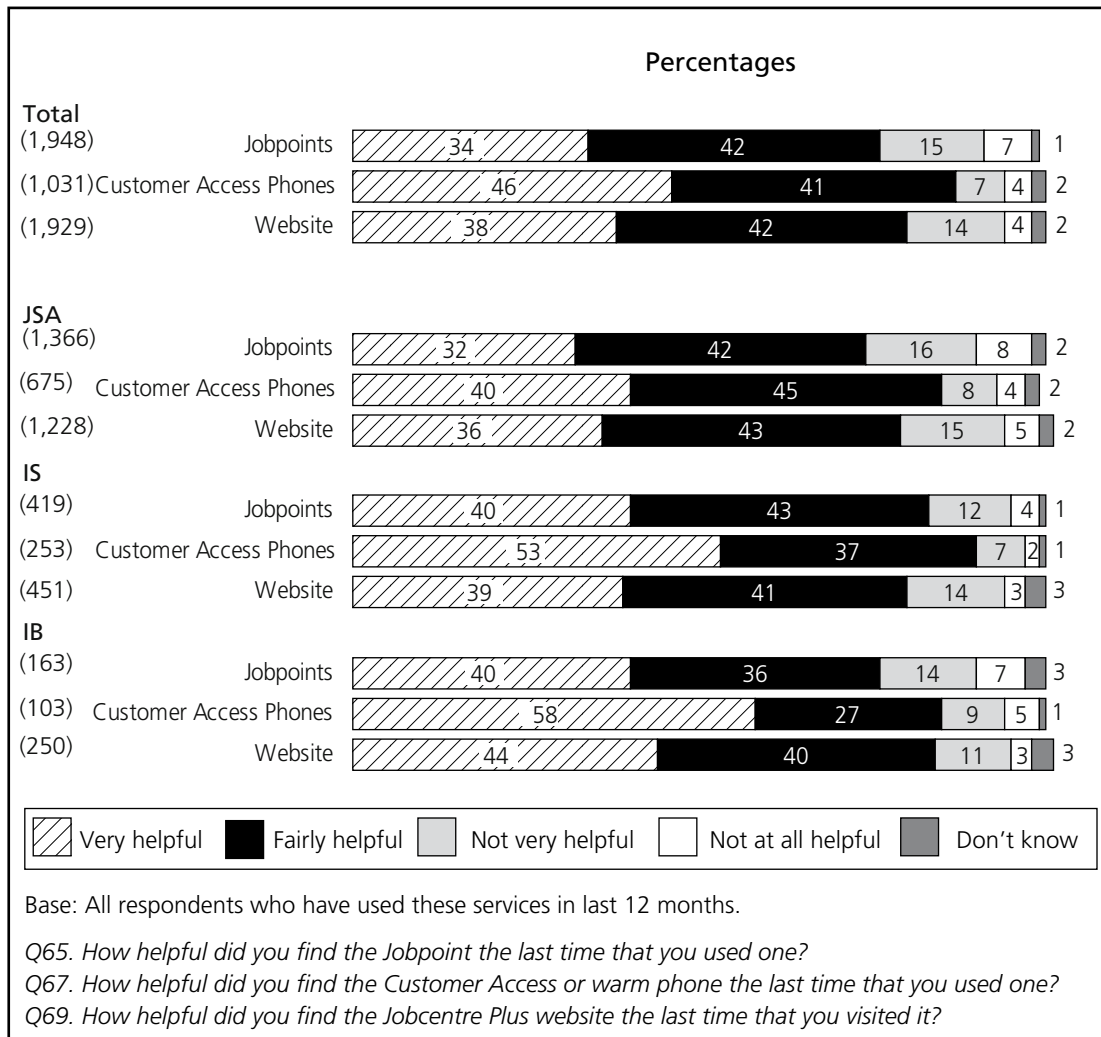 Percentages
Total
(1,948) Jobpoints 34 42 15 7 1
(1,031) Customer Access Phones 46 41 7 4 2
(1,929) Website 38 42 14 4 2
JSA
(1,366) Jobpoints 32 42 16 8 2
(675) Customer Access Phones 40 45 8 4 2
(1,228) Website 36 43 15 5 2
IS
(419) Jobpoints 40 43 12 4 1
(253) Customer Access Phones 53 37 7 2 1
(451) Website 39 41 14 3 3
IB
(163) Jobpoints 40 36 14 7 3
(103) Customer Access Phones 58 27 9 5 1
(250) Website 44 40 11 3 3
Very helpful Fairly helpful Not very helpful Not at all helpful Don't know
Base: All respondents who have used these services in last 12 months.
Q65. How helpful did you find the Jobpoint the last time that you used one?
Q67. How helpful did you find the Customer Access or warm phone the last time that you used one?
Q69. How helpful did you find the Jobcentre Plus website the last time that you visited it?